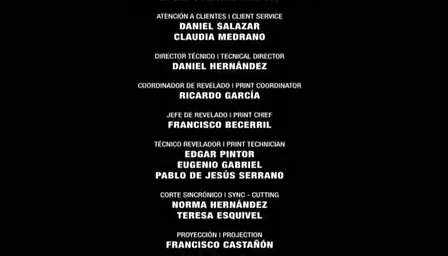 ATENCIÓN A CLIENTES | CLIENT SERVICE
DANIEL SALAZAR
CLAUDIA MEDRANO
DIRECTOR TÉCNICO | TECNICAL DIRECTOR
DANIEL HERNÁNDEZ
COORDINADOR DE REVELADO | PRINT COORDINATOR
RICARDO GARCÍA
JEFE DE REVELADO | PRINT CHIEF
FRANCISCO BECERRIL
TÉCNICO REVELADOR | PRINT TECHNICIAN
EDGAR PINTOR
EUGENIO GABRIEL
PABLO DE JESÚS SERRANO
CORTE SINCRÓNICO | SYNC - CUTTING
NORMA HERNÁNDEZ
TERESA ESQUIVEL
PROYECCIÓN | PROJECTION
FRANCISCO CASTAÑÓN